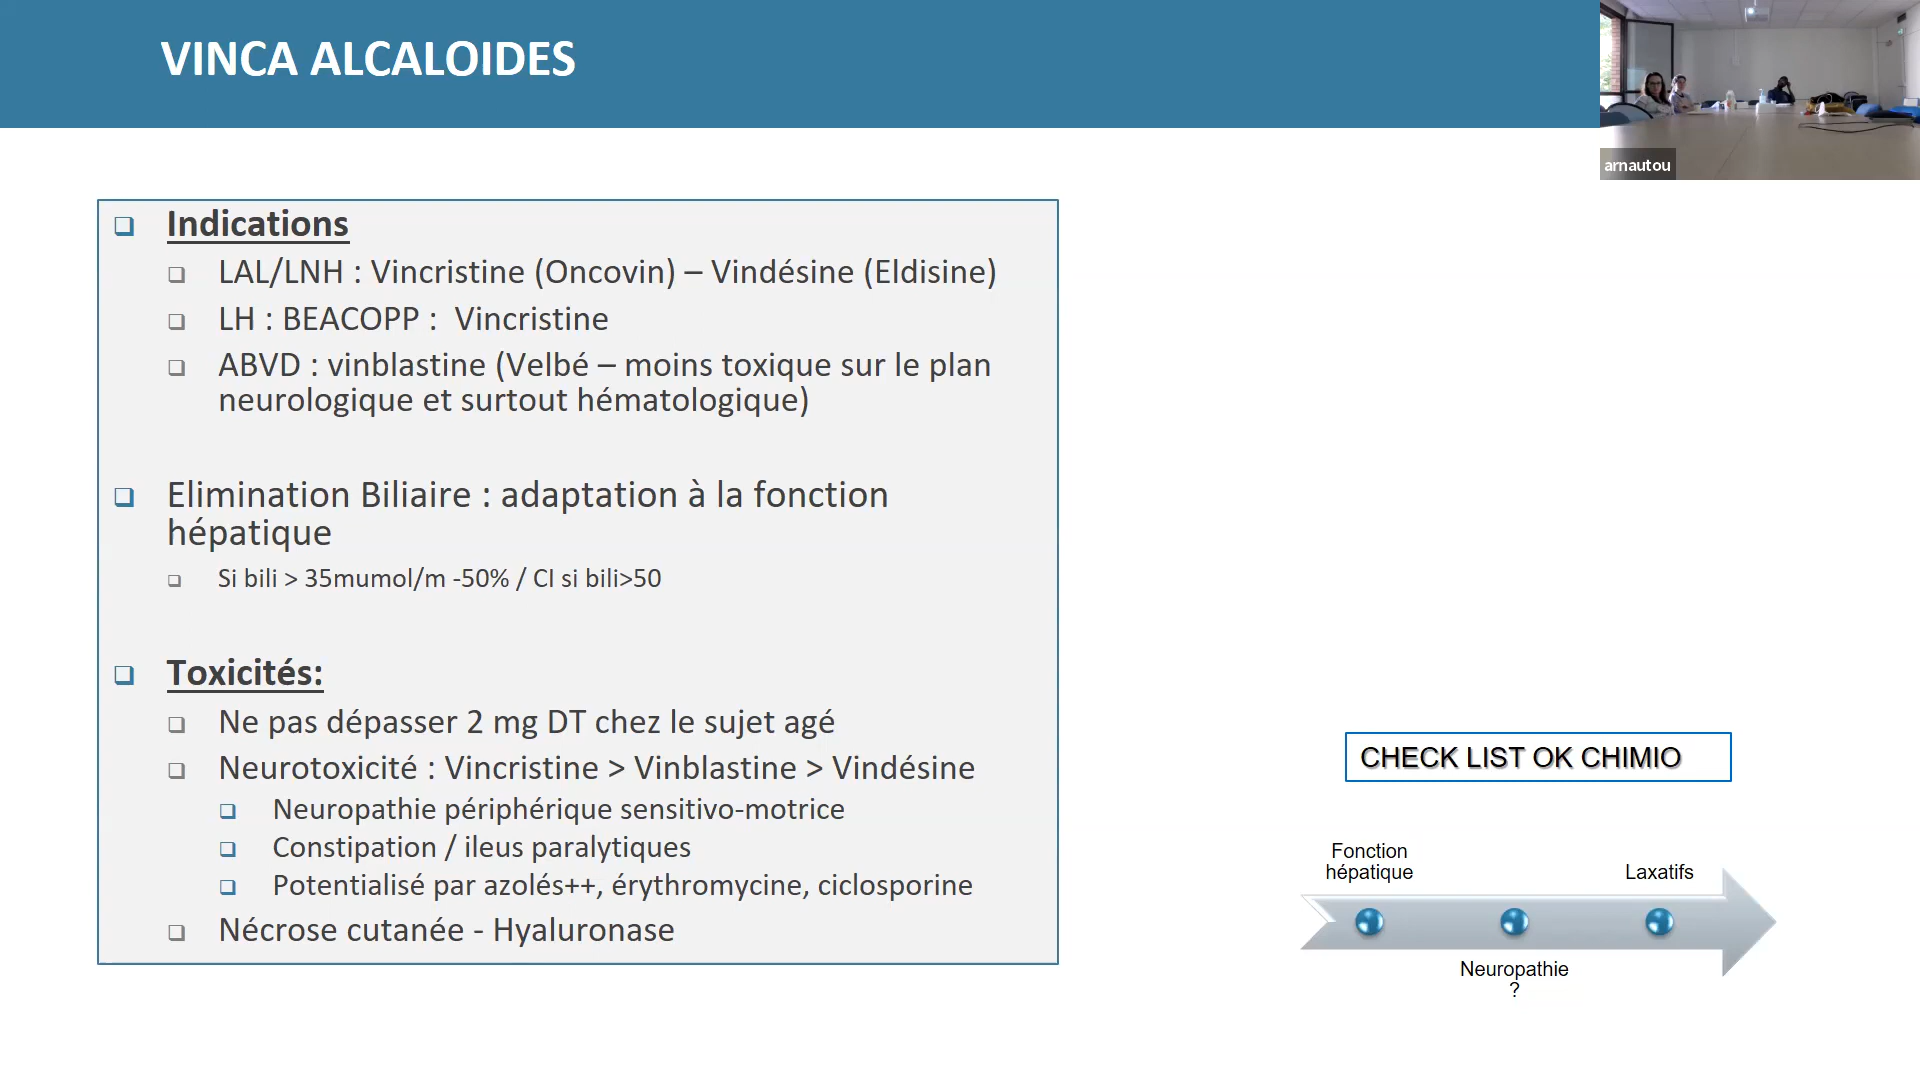 VINCA ALCALOIDES
arnautou
Indications
LAL/LNH : Vincristine (Oncovin) – Vindésine (Eldisine)
LH : BEACOPP : Vincristine
ABVD : vinblastine (Velbé – moins toxique sur le plan
neurologique et surtout hématologique)
Elimination Biliaire : adaptation à la fonction
hépatique
Si bili > 35mumol/m -50% / CI si bili>50
Toxicités:
Ne pas dépasser 2 mg DT chez le sujet agé
Neurotoxicité : Vincristine > Vinblastine > Vindésine
Neuropathie périphérique sensitivo-motrice
Constipation / ileus paralytiques
Potentialisé par azolés++, érythromycine, ciclosporine
Nécrose cutanée - Hyaluronase
CHECK LIST OK CHIMIO
Fonction
hépatique
Laxatifs
Neuropathie
?